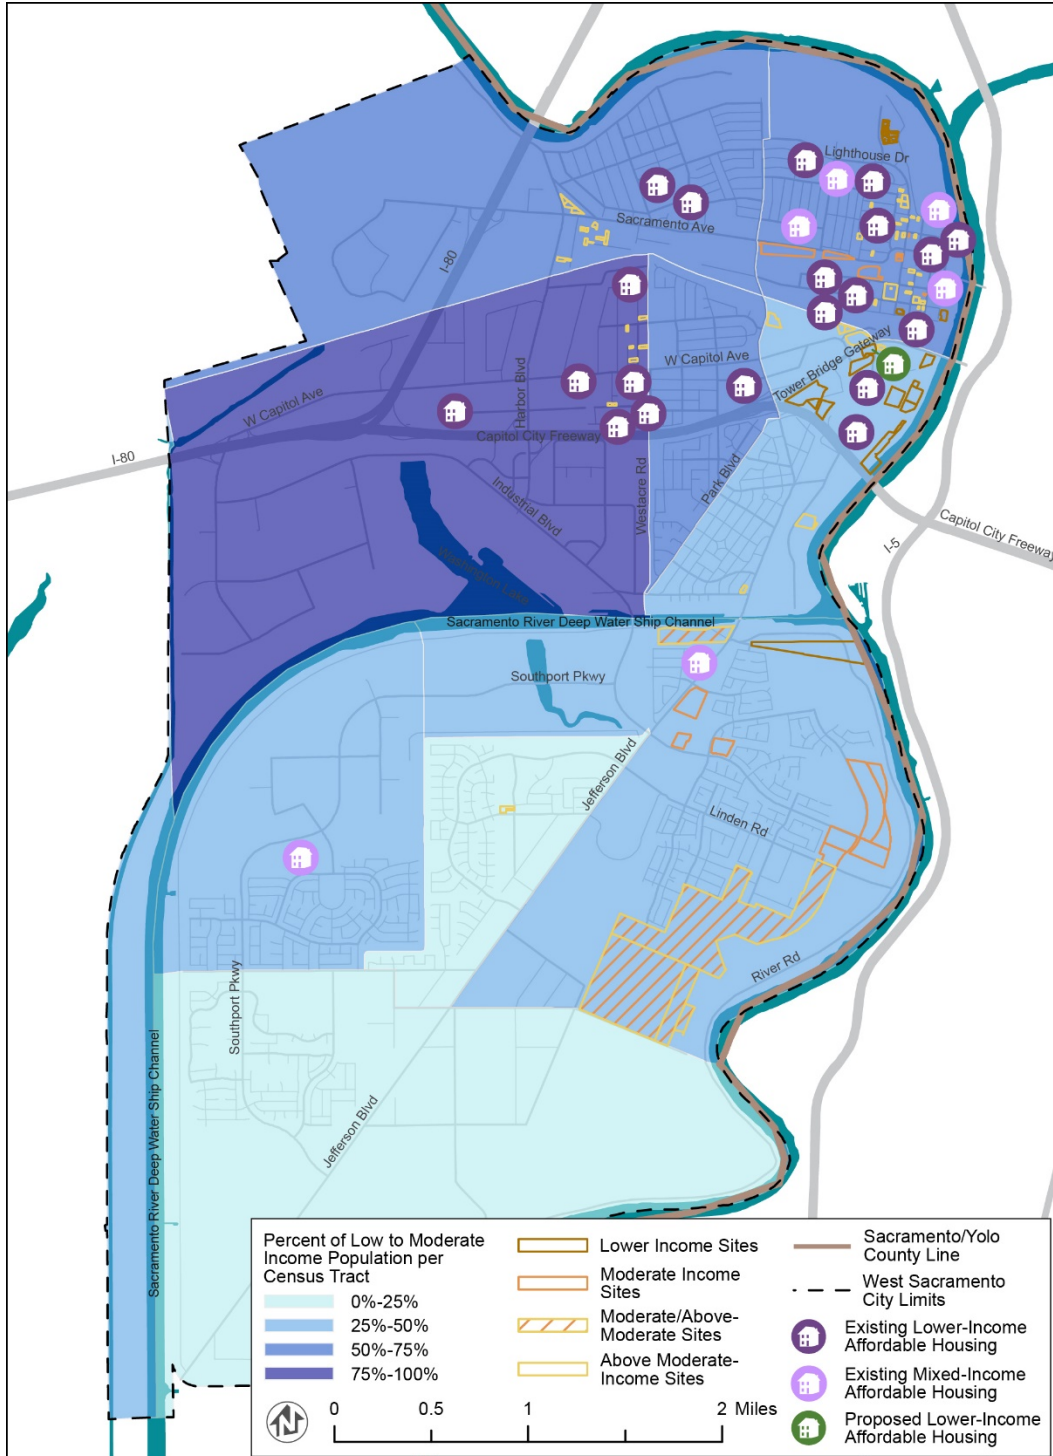 Lighthouse Dr
Sacramento Ave
I-80
W Capitol Ave
Tower Bridge Gateway
Harbor Blvd
W Capitol Ave
Capitol City Freeway
I-80
Westacre Rd
Park Blvd
Industrial Blvd
Capitol City Freeway
I-5
Washington Lake
Sacramento River Deep Water Ship Channel
Southport Pkwy
Jefferson Blvd
Linden Rd
River Rd
Southport Pkwy
Sacramento River Deep Water Ship Channel
Jefferson Blvd
Percent of Low to Moderate
Income Population per
Census Tract
0%-25%
25%-50%
50%-75%
75%-100%
N
0 0.5 1 2 Miles
Lower Income Sites
Moderate Income
Sites
Moderate/Above-
Moderate Sites
Above Moderate-
Income Sites
Sacramento/Yolo
County Line
West Sacramento
City Limits
Existing Lower-Income
Affordable Housing
Existing Mixed-Income
Affordable Housing
Proposed Lower-Income
Affordable Housing